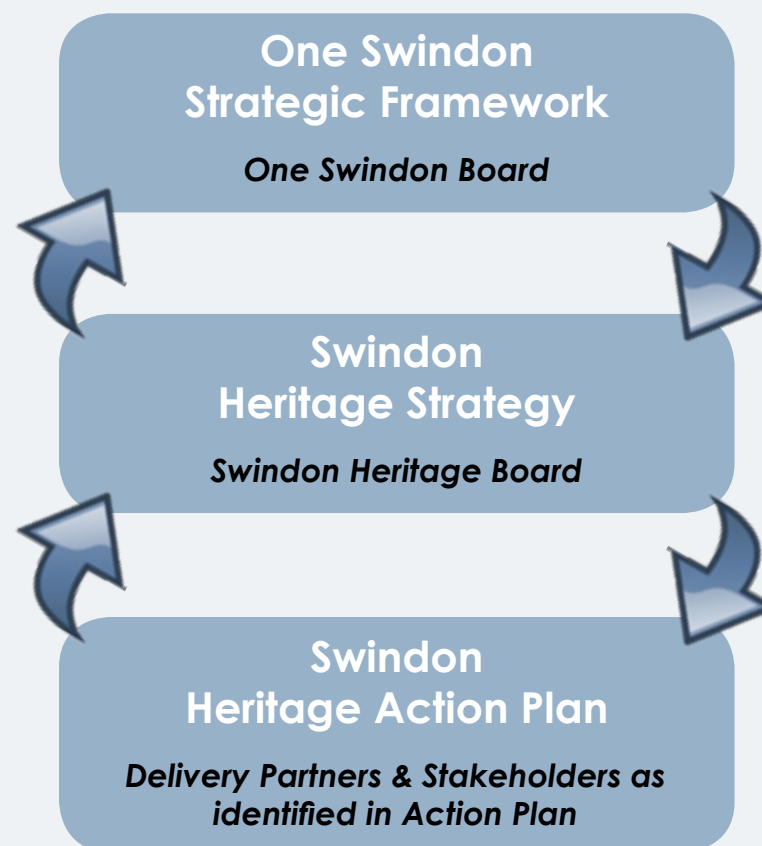 One Swindon
Strategic Framework
One Swindon Board
Swindon
Heritage Strategy
Swindon Heritage Board
Swindon
Heritage Action Plan
Delivery Partners & Stakeholders as
identified in Action Plan